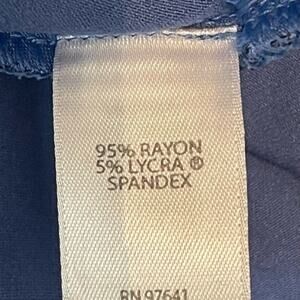 95% RAYON
5% LYCRA ®
SPANDEX
RN 97641